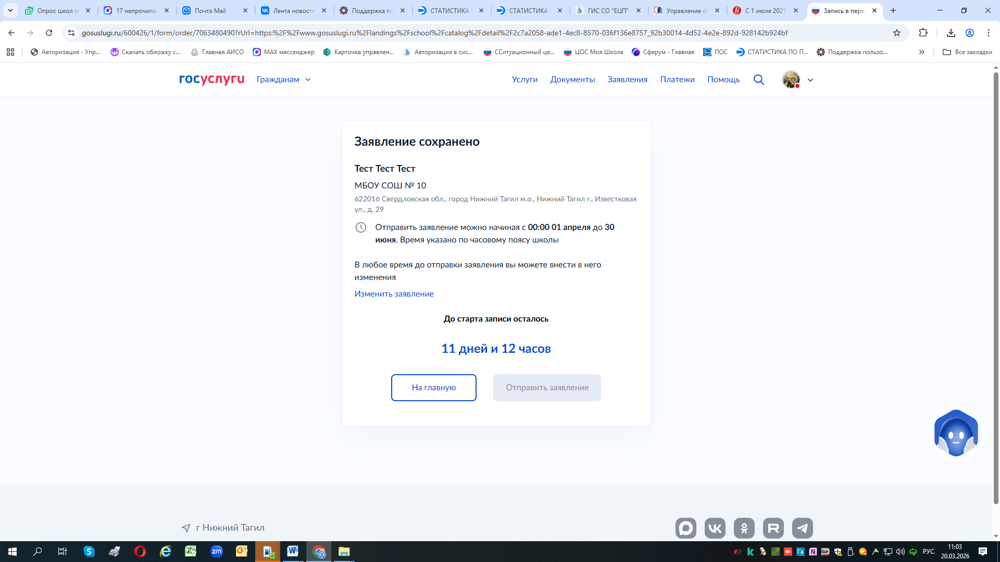 Опрос школ п
17 непрочитан
Почта Mail
Лента новосте
Поддержка по
СТАТИСТИКА
СТАТИСТИКА
ГИС СО "ЕЦП"
Управление об
С 1 июля 2025
Запись в перв
gosuslugi.ru/600426/1/form/order/7063480490?rUrl=https:%2F%2Fwww.gosuslugi.ru%2Flandings%2Fschool%2Fcatalog%2Fdetail%2F2c7a2058-ade1-4ec8-8570-036f136e8757_92b30014-4d52-4e2e-892d-928142b924bf
Авторизация - Упр...
Скачать обложку с...
Главная АИСО
MAX мессенджер
Карточка управлен...
Авторизация в сис...
ССитуационный це...
ЦОС Моя Школа
Сферум - Главная
ПОС
СТАТИСТИКА ПО П...
Поддержка пользо...
Все закладки
госуслуги
Гражданам
Услуги
Документы
Заявления
Платежи
Помощь
Заявление сохранено
Тест Тест Тест
МБОУ СОШ № 10
622016 Свердловская обл., город Нижний Тагил м.о., Нижний Тагил г., Известковая
ул., д. 29
Отправить заявление можно начиная с 00:00 01 апреля до 30
июня. Время указано по часовому поясу школы
В любое время до отправки заявления вы можете внести в него
изменения
Изменить заявление
До старта записи осталось
11 дней и 12 часов
На главную
Отправить заявление
г Нижний Тагил
РУС
11:03
20.03.2026